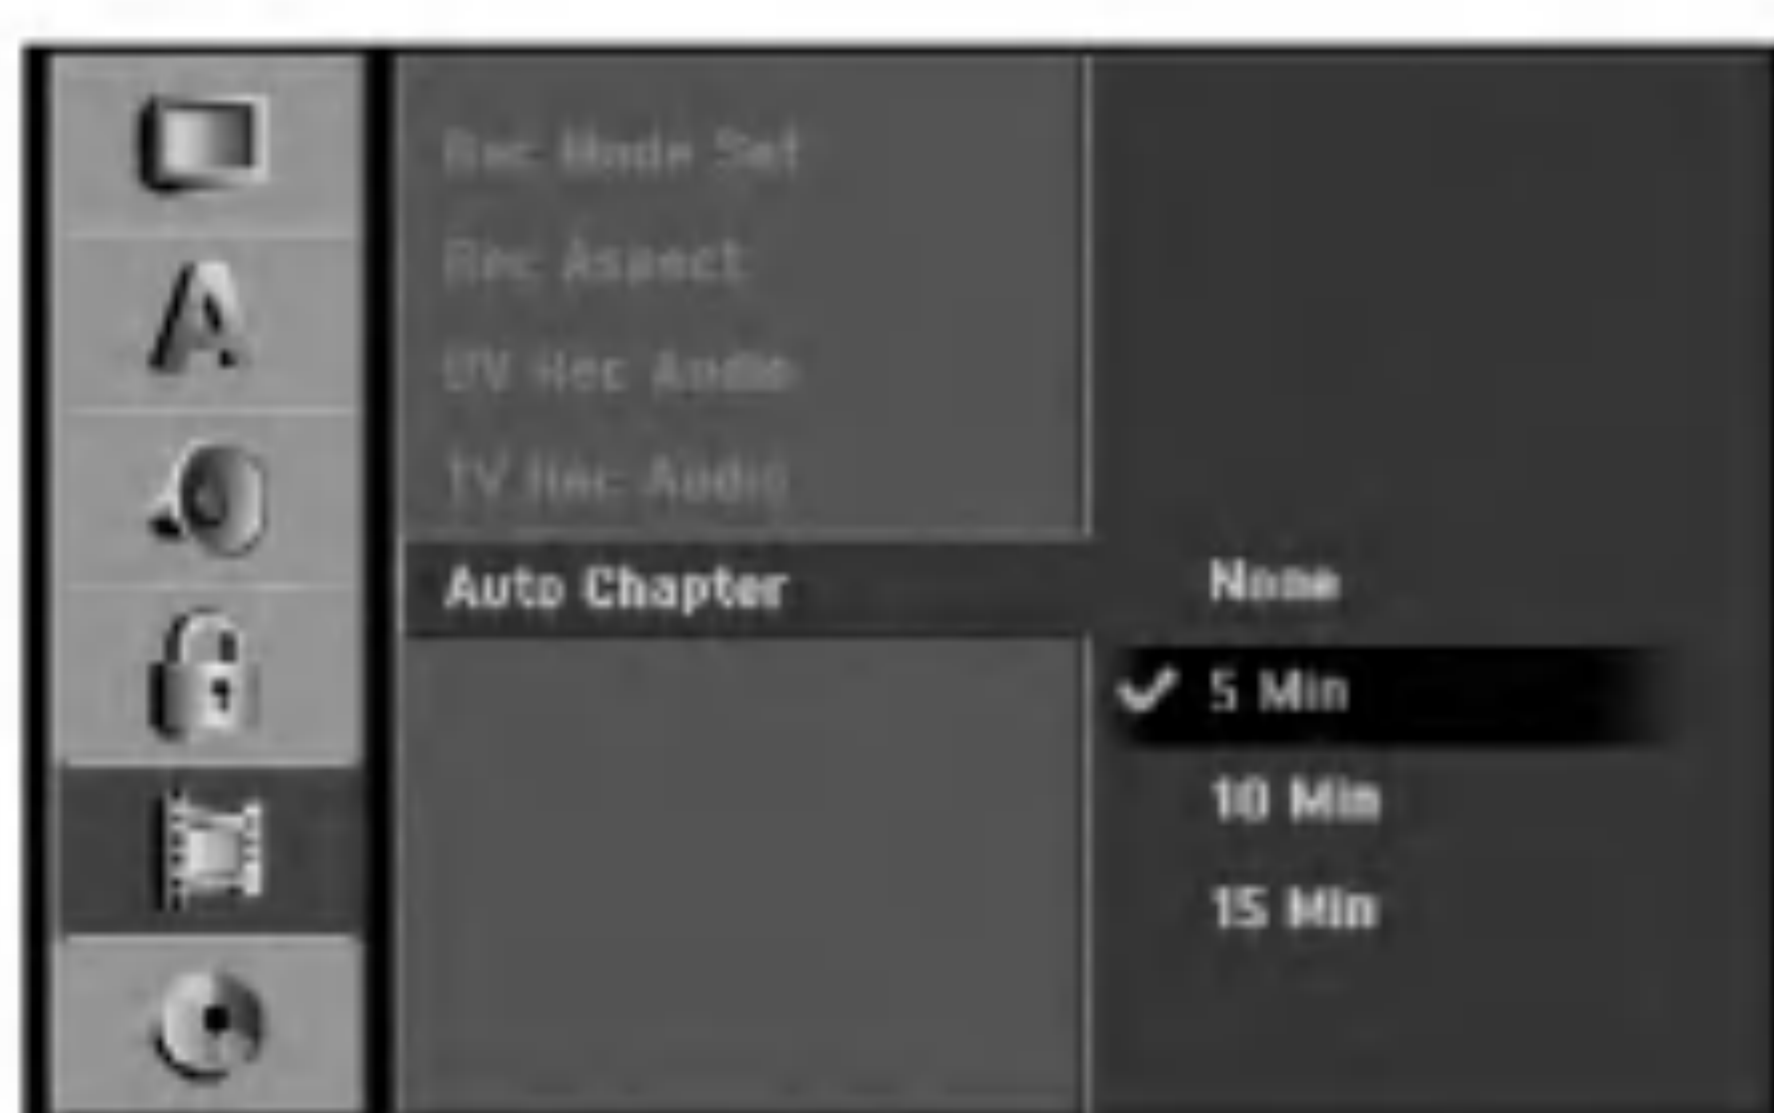 Rec Mode Set
Rec Aspect
DV Rec Audio
TV Rec Audio
Auto Chapter
None
5 Min
10 Min
15 Min